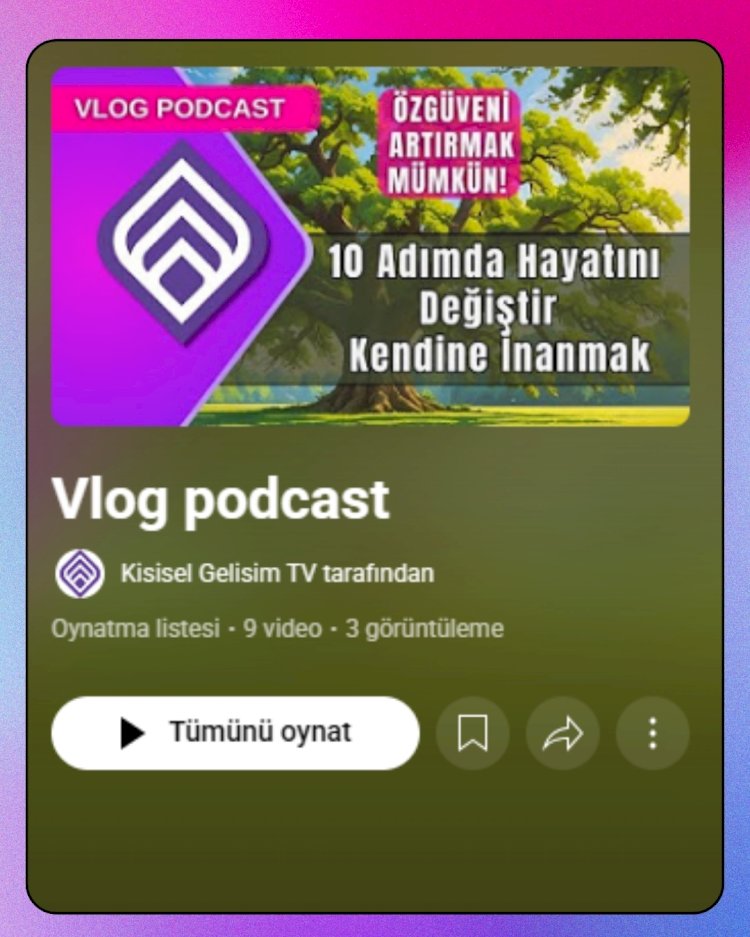 VLOG PODCAST
ÖZGÜVENİ
ARTIRMAK
MÜMKÜN!
10 Adımda Hayatını
Değiştir
Kendine İnanmak
Vlog podcast
Kisisel Gelisim TV tarafından
Oynatma listesi • 9 video • 3 görüntüleme
Tümünü oynat